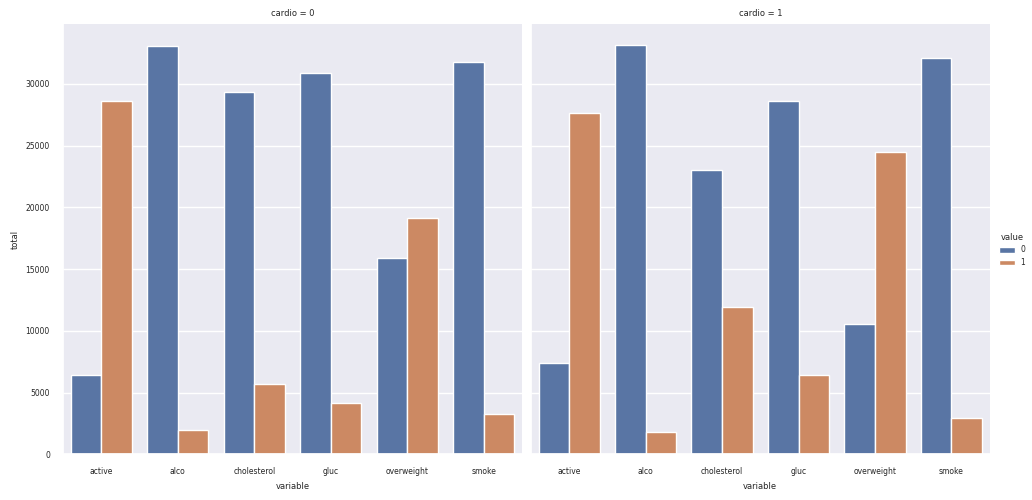 cardio = 0
cardio = 1
total
30000
25000
20000
15000
10000
5000
0
active alco cholesterol gluc overweight smoke
variable
active alco cholesterol gluc overweight smoke
variable
value
0
1